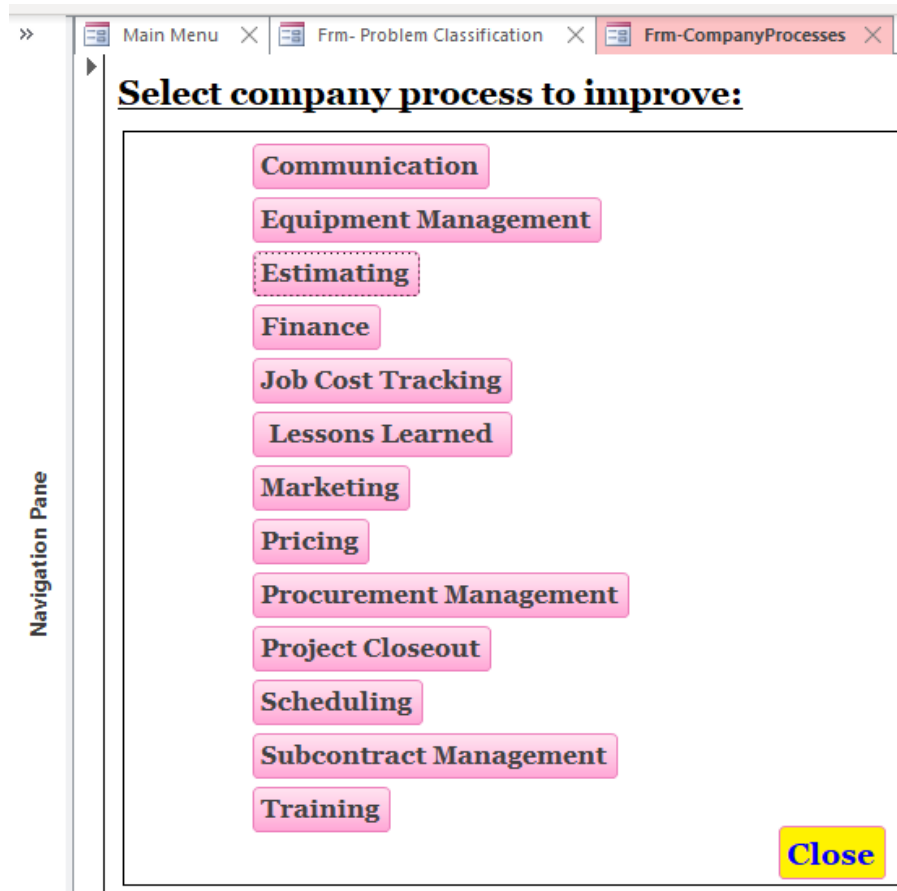 Main Menu Frm- Problem Classification Frm-CompanyProcesses
Select company process to improve:
Communication
Equipment Management
Estimating
Finance
Job Cost Tracking
Lessons Learned
Marketing
Pricing
Procurement Management
Project Closeout
Scheduling
Subcontract Management
Training
Close
Navigation Pane